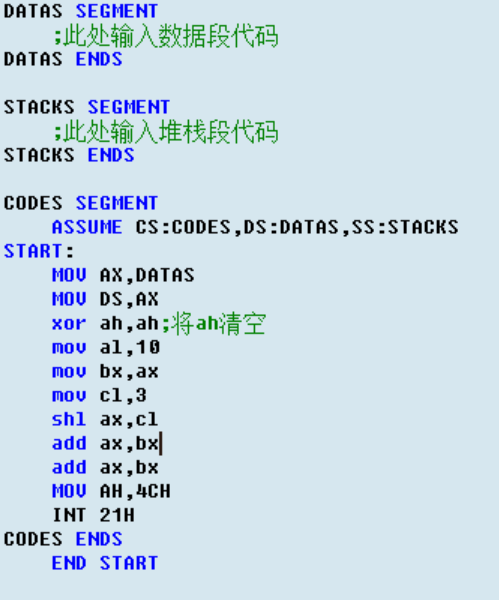 DATAS SEGMENT
    ;此处输入数据段代码
DATAS ENDS

STACKS SEGMENT
    ;此处输入堆栈段代码
STACKS ENDS

CODES SEGMENT
    ASSUME CS:CODES,DS:DATAS,SS:STACKS
START:
    MOV AX,DATAS
    MOV DS,AX
    xor ah,ah;将ah清空
    mov al,10
    mov bx,ax
    mov cl,3
    shl ax,cl
    add ax,bx
    add ax,bx
    MOV AH,4CH
    INT 21H
CODES ENDS
    END START